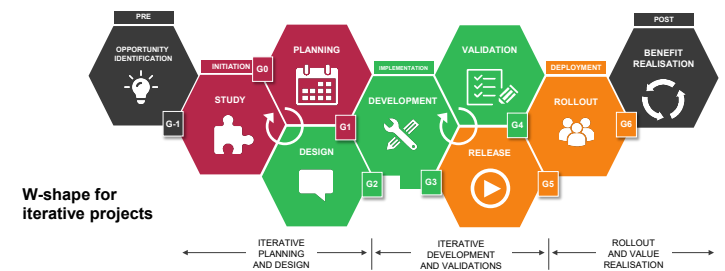 PRE
POST
OPPORTUNITY
IDENTIFICATION
INITIATION
G0
PLANNING
IMPLEMENTATION
VALIDATION
DEPLOYMENT
BENEFIT
REALISATION
STUDY
DEVELOPMENT
ROLLOUT
G-1
G1
G4
G6
DESIGN
RELEASE
G2
G3
G5
W-shape for
iterative projects
ITERATIVE
PLANNING
AND DESIGN
ITERATIVE
DEVELOPMENT
AND VALIDATIONS
ROLLOUT
AND VALUE
REALISATION